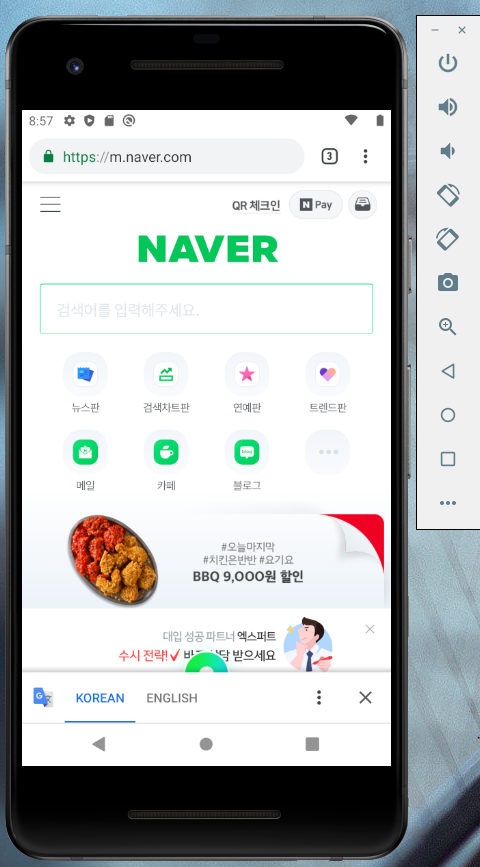 8:57
https://m.naver.com
3
QR 체크인
N Pay
NAVER
검색어를 입력해주세요.
뉴스판
검색차트판
연예판
트렌드판
메일
카페
블로그
#오늘마지막
#치킨은반반 #요기요
BBQ 9,000원 할인
대입 성공 파트너 엑스퍼트
수시 전략! 받으세요
KOREAN
ENGLISH